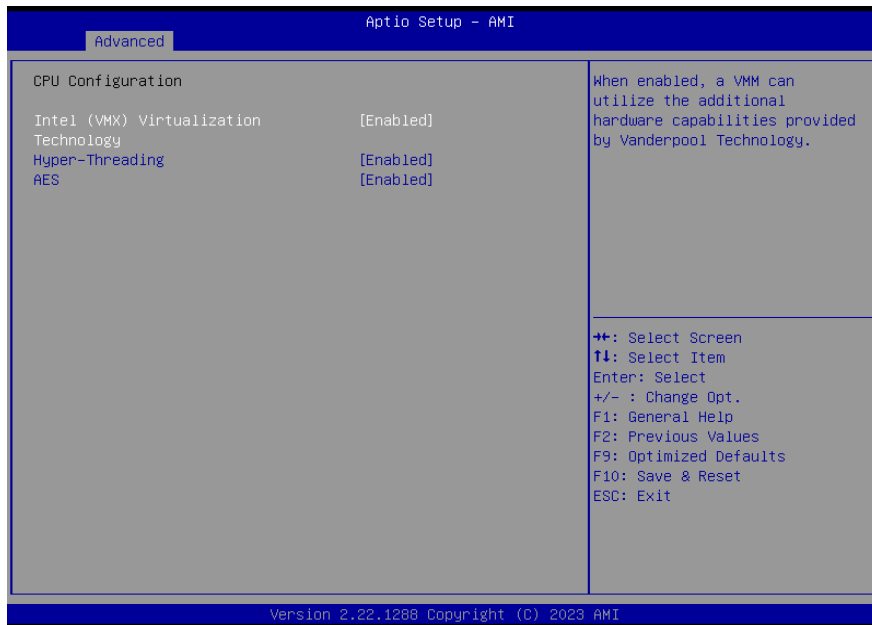 Aptio Setup - AMI
Advanced
CPU Configuration
Intel (VMX) Virtualization [Enabled]
Technology
Hyper-Threading [Enabled]
AES [Enabled]
When enabled, a VMM can
utilize the additional
hardware capabilities provided
by Vanderpool Technology.
→←: Select Screen
↑↓: Select Item
Enter: Select
+/- : Change Opt.
F1: General Help
F2: Previous Values
F9: Optimized Defaults
F10: Save & Reset
ESC: Exit
Version 2.22.1288 Copyright (C) 2023 AMI